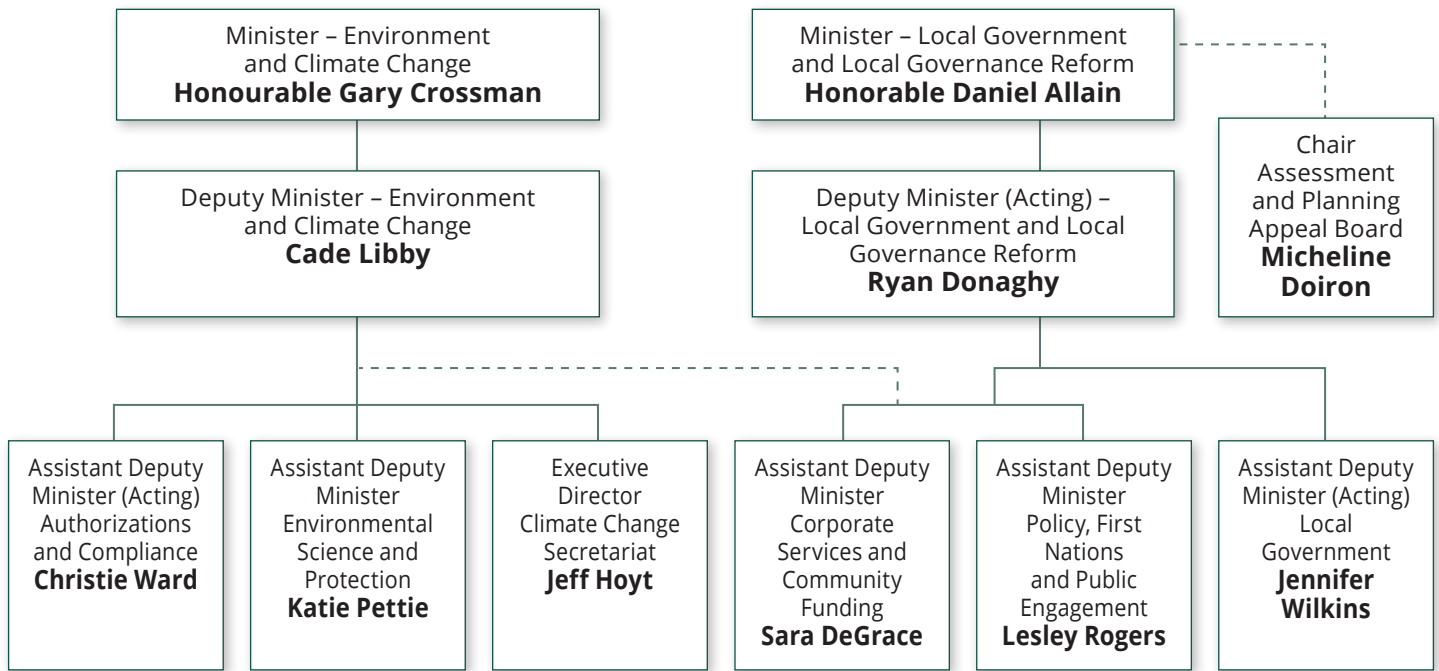 Minister – Environment
and Climate Change
Honourable Gary Crossman
Minister – Local Government
and Local Governance Reform
Honorable Daniel Allain
Chair
Assessment
and Planning
Appeal Board
Micheline
Doiron
Deputy Minister – Environment
and Climate Change
Cade Libby
Deputy Minister (Acting) –
Local Government and Local
Governance Reform
Ryan Donaghy
Assistant Deputy
Minister (Acting)
Authorizations
and Compliance
Christie Ward
Assistant Deputy
Minister
Environmental
Science and
Protection
Katie Pettie
Executive
Director
Climate Change
Secretariat
Jeff Hoyt
Assistant Deputy
Minister
Corporate
Services and
Community
Funding
Sara DeGrace
Assistant Deputy
Minister
Policy, First
Nations
and Public
Engagement
Lesley Rogers
Assistant Deputy
Minister (Acting)
Local
Government
Jennifer
Wilkins